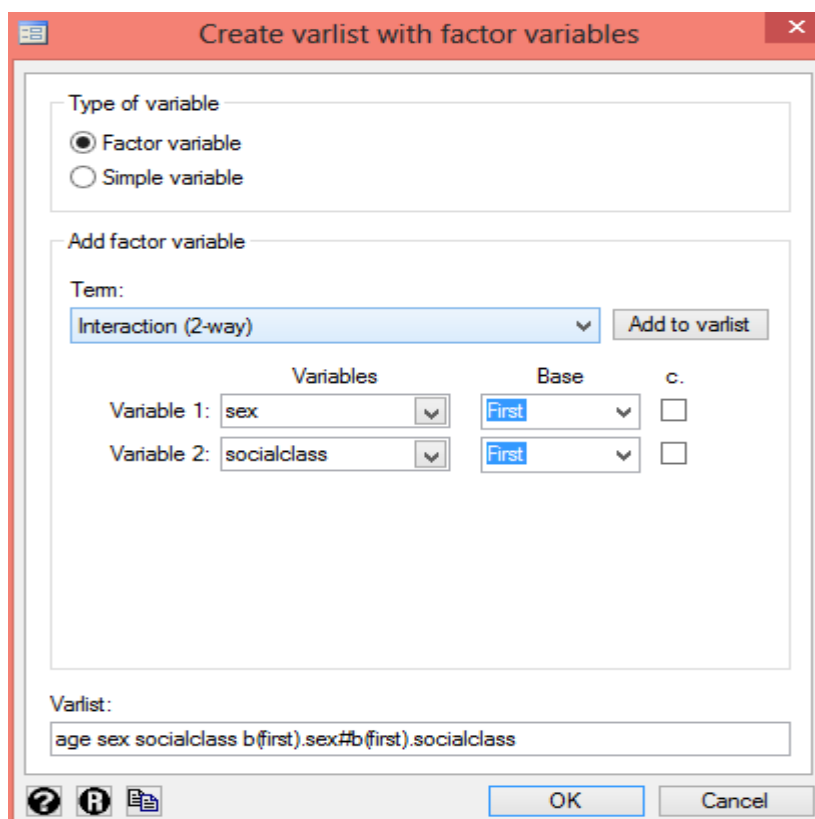 Create varlist with factor variables
Type of variable
Factor variable
Simple variable
Add factor variable
Term:
Interaction (2-way)
Add to varlist
Variables Base c.
Variable 1: sex First
Variable 2: socialclass First
Varlist:
age sex socialclass b(first).sex#b(first).socialclass
? R OK Cancel